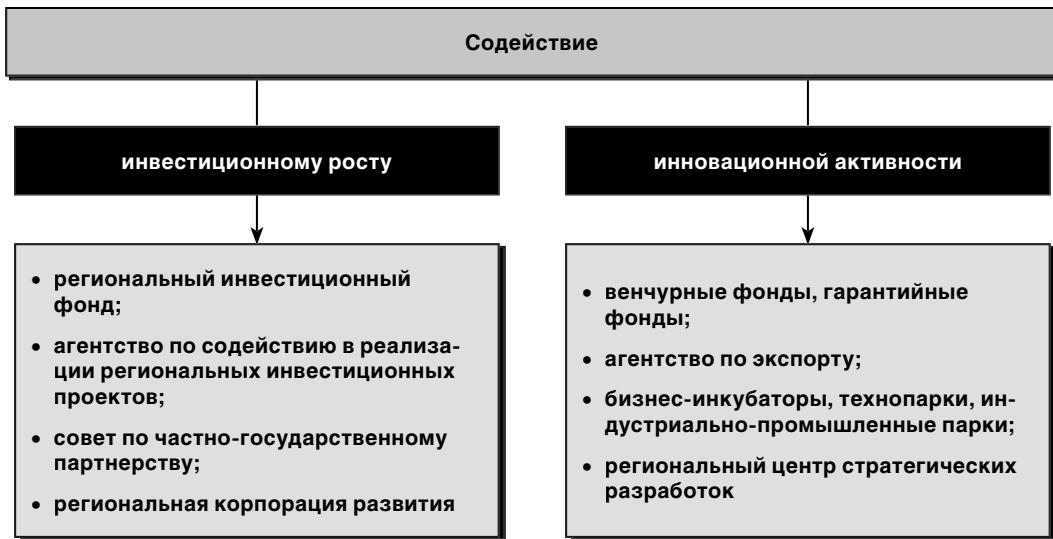 Содействие
инвестиционному росту
• региональный инвестиционный
фонд;
• агентство по содействию в реализа-
ции региональных инвестиционных
проектов;
• совет по частно-государственному
партнерству;
• региональная корпорация развития
инновационной активности
• венчурные фонды, гарантийные
фонды;
• агентство по экспорту;
• бизнес-инкубаторы, технопарки, ин-
дустриально-промышленные парки;
• региональный центр стратегических
разработок